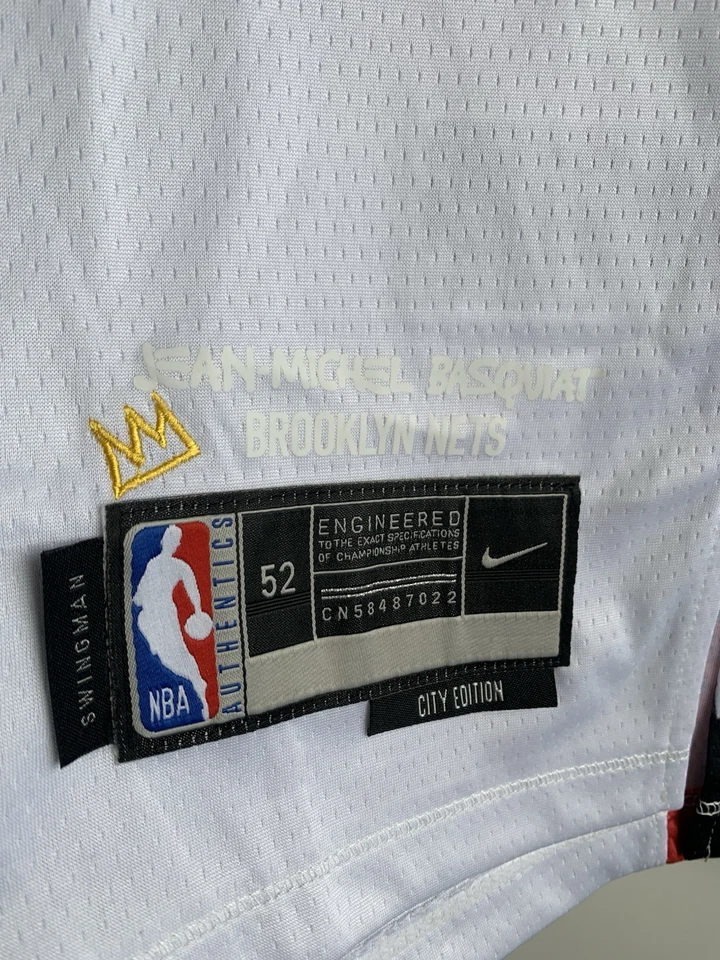 JEAN-MICHEL BASQUIAT
BROOKLYN NETS
SWINGMAN
NBA
AUTHENTICS
52
ENGINEERED
TO THE EXACT SPECIFICATIONS
OF CHAMPIONSHIP ATHLETES
CN58487022
CITY EDITION